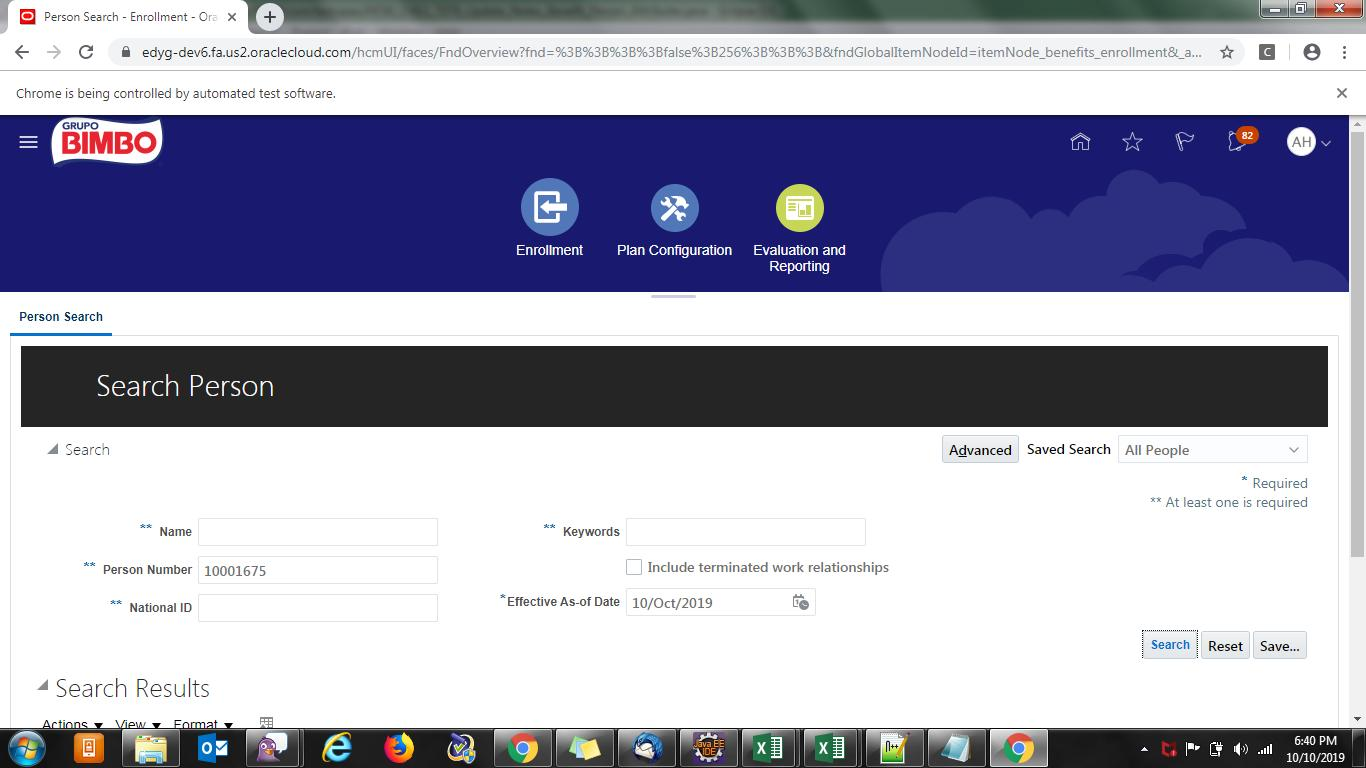 Person Search - Enrollment - Ora
edyg-dev6.fa.us2.oraclecloud.com/hcmUI/faces/FndOverview?fnd=%3B%3B%3B%3Bfalse%3B256%3B%3B%3B&fndGlobalItemNodeId=itemNode_benefits_enrollment&_a...
C
Chrome is being controlled by automated test software.
GRUPO
BIMBO
82
AH
Enrollment
Plan Configuration
Evaluation and
Reporting
Person Search
Search Person
Search
Advanced
Saved Search
All People
* Required
** At least one is required
** Name
** Keywords
** Person Number 10001675
Include terminated work relationships
** National ID
*Effective As-of Date 10/Oct/2019
Search Reset Save...
Search Results
Actions View Format
Java EE
IDE
6:40 PM
10/10/2019